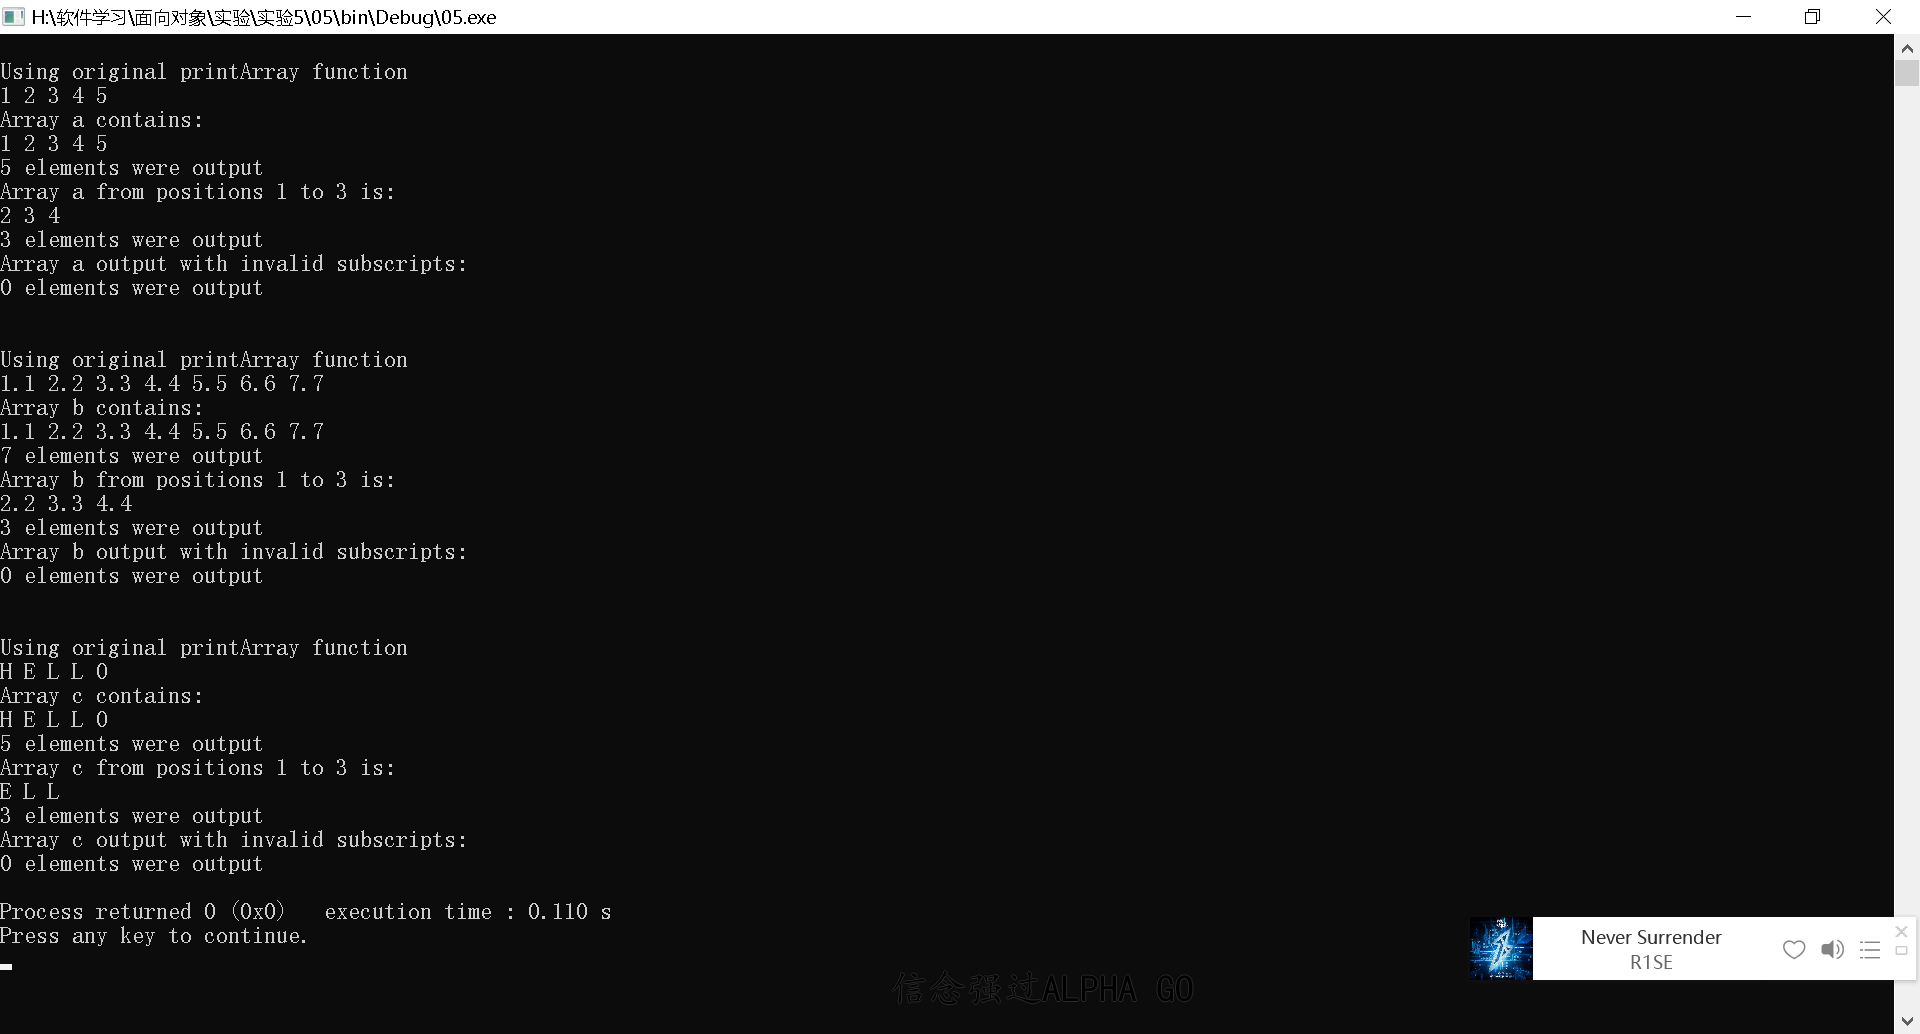 H:\软件学习\面向对象\实验\实验5\05\bin\Debug\05.exe
Using original printArray function
1 2 3 4 5
Array a contains:
1 2 3 4 5
5 elements were output
Array a from positions 1 to 3 is:
2 3 4
3 elements were output
Array a output with invalid subscripts:
0 elements were output
Using original printArray function
1.1 2.2 3.3 4.4 5.5 6.6 7.7
Array b contains:
1.1 2.2 3.3 4.4 5.5 6.6 7.7
7 elements were output
Array b from positions 1 to 3 is:
2.2 3.3 4.4
3 elements were output
Array b output with invalid subscripts:
0 elements were output
Using original printArray function
H E L L O
Array c contains:
H E L L O
5 elements were output
Array c from positions 1 to 3 is:
E L L
3 elements were output
Array c output with invalid subscripts:
0 elements were output
Process returned 0 (0x0)   execution time : 0.110 s
Press any key to continue.
Never Surrender
R1SE
信念强过ALPHA GO